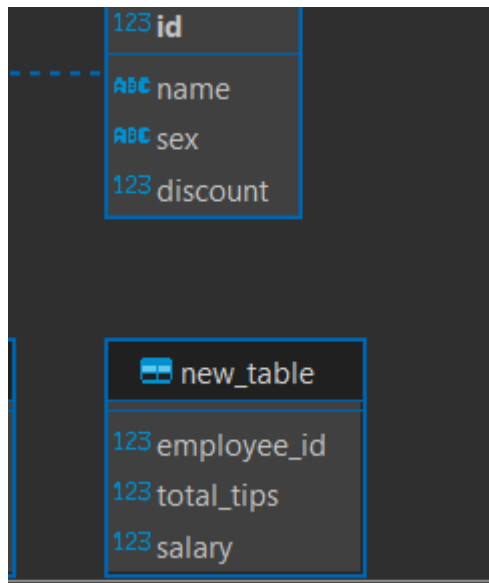 123 id
ABC name
ABC sex
123 discount
new_table
123 employee_id
123 total_tips
123 salary